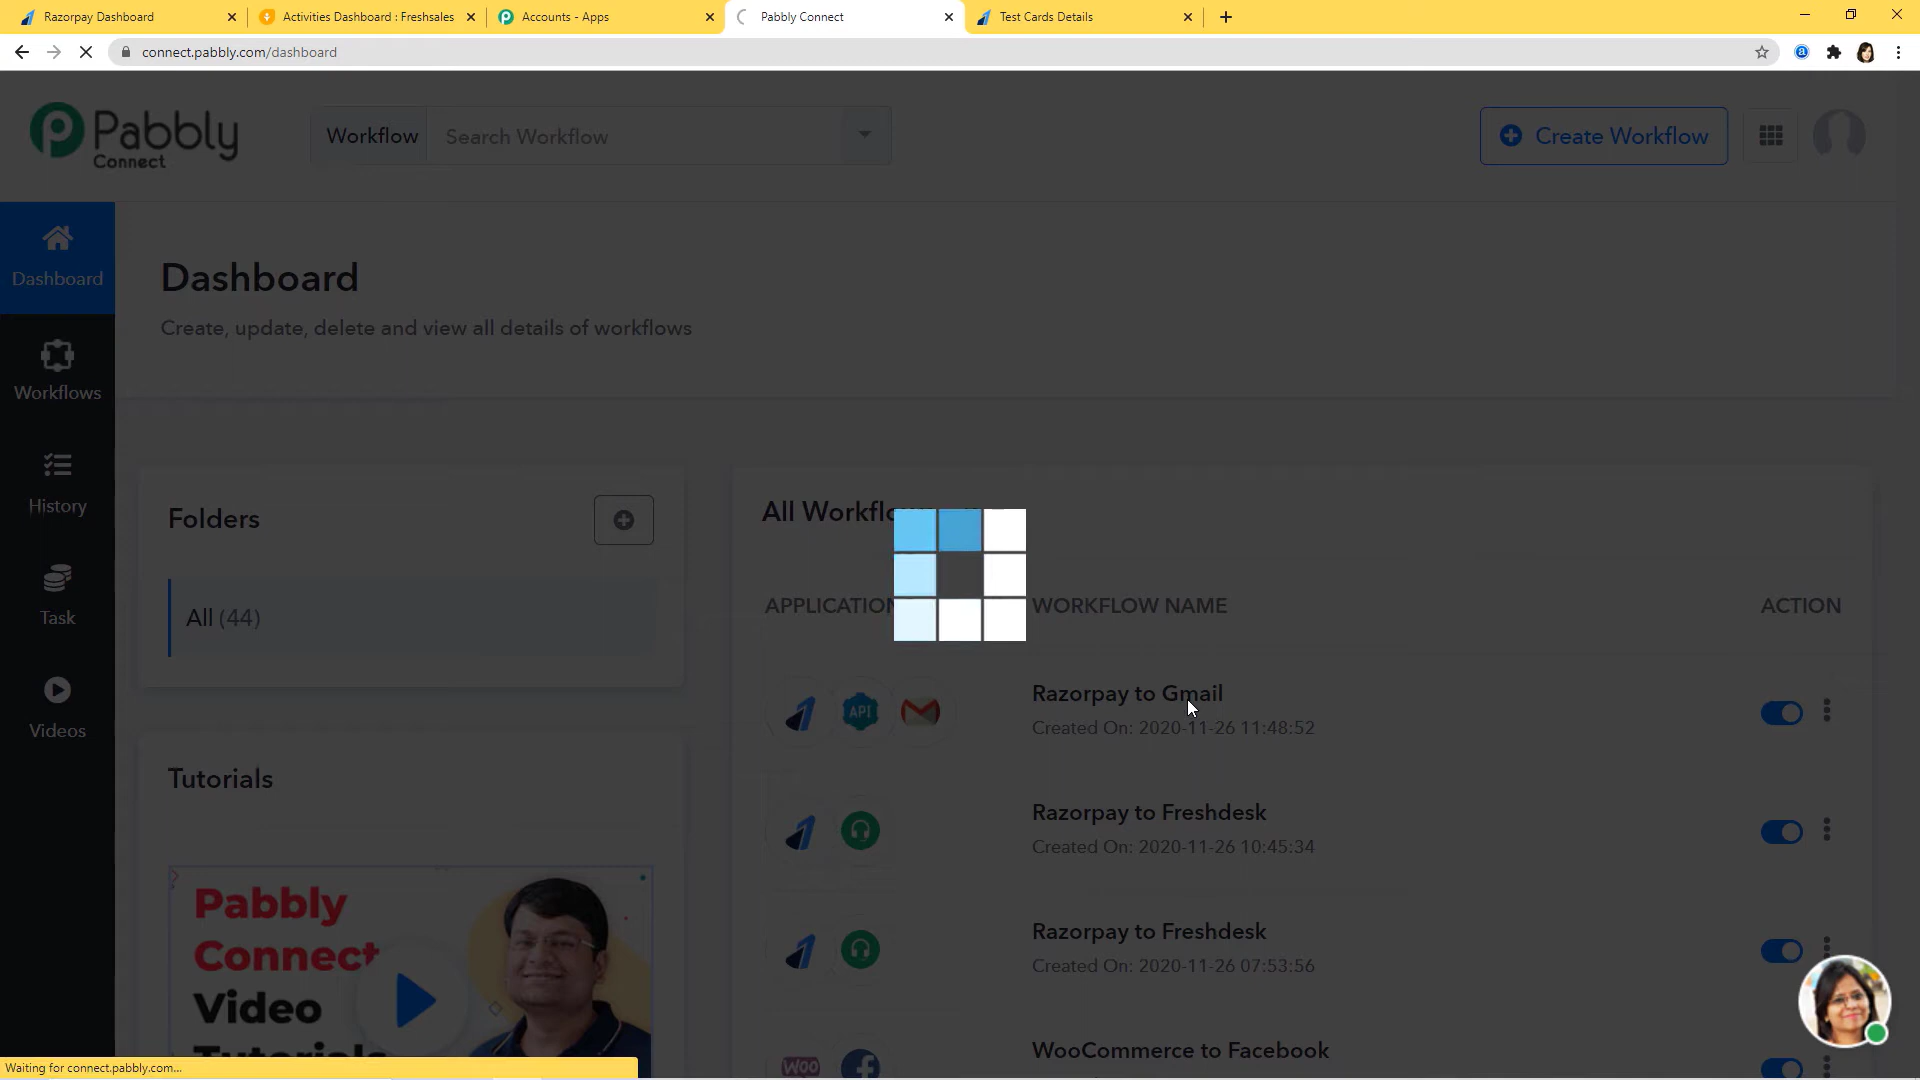 Razorpay Dashboard
Activities Dashboard : Freshsales
Accounts - Apps
Pabbly Connect
Test Cards Details
connect.pabbly.com/dashboard
Pabbly
Connect
Workflow
Search Workflow
Create Workflow
Dashboard
Workflows
History
Task
Videos
Dashboard
Create, update, delete and view all details of workflows
Folders
All (44)
Tutorials
Pabbly
Connect
Video
Tutorials
All Workflo
APPLICATION
WORKFLOW NAME
ACTION
API
Razorpay to Gmail
Created On: 2020-11-26 11:48:52
Razorpay to Freshdesk
Created On: 2020-11-26 10:45:34
Razorpay to Freshdesk
Created On: 2020-11-26 07:53:56
Woo
WooCommerce to Facebook
Waiting for connect.pabbly.com...